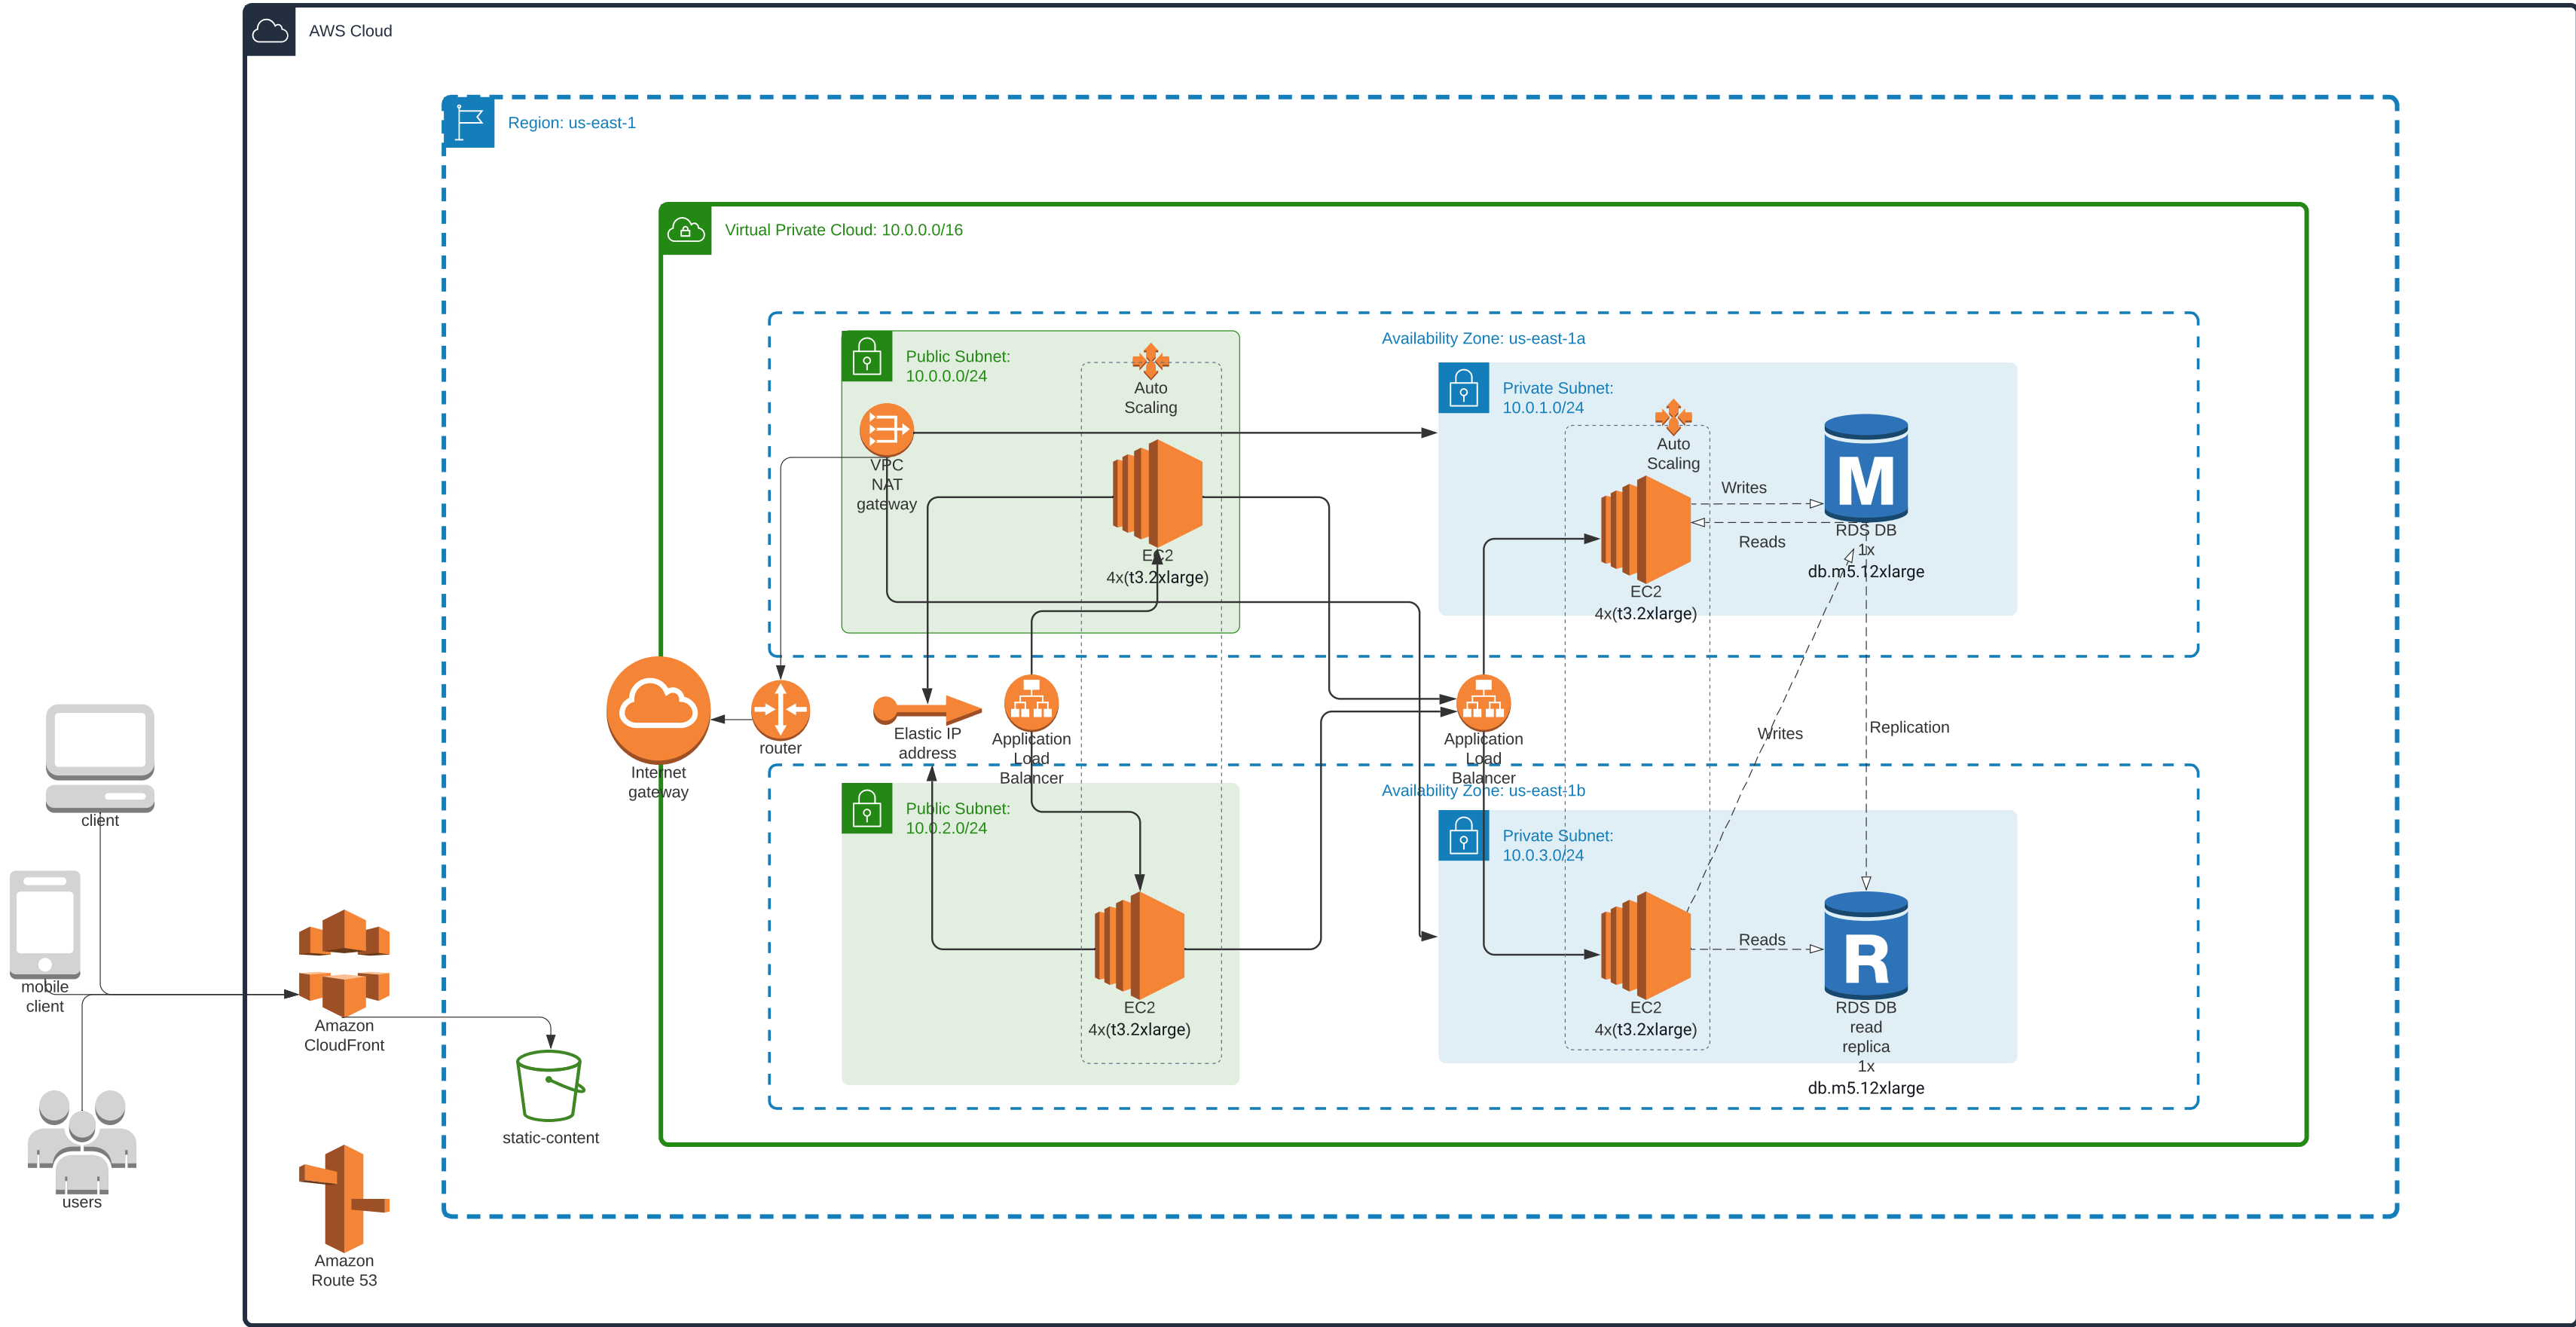 AWS Cloud
Region: us-east-1
Virtual Private Cloud: 10.0.0.0/16
Availability Zone: us-east-1a
Public Subnet:
10.0.0.0/24
Auto
Scaling
VPC
NAT
gateway
EC2
4x(t3.2xlarge)
Private Subnet:
10.0.1.0/24
Auto
Scaling
EC2
4x(t3.2xlarge)
Writes
Reads
M
RDS DB
1x
db.m5.12xlarge
Internet
gateway
router
Elastic IP
address
Application
Load
Balancer
Application
Load
Balancer
Writes
Replication
Availability Zone: us-east-1b
Public Subnet:
10.0.2.0/24
EC2
4x(t3.2xlarge)
Private Subnet:
10.0.3.0/24
EC2
4x(t3.2xlarge)
Reads
R
RDS DB
read
replica
1x
db.m5.12xlarge
client
mobile
client
users
Amazon
CloudFront
static-content
Amazon
Route 53